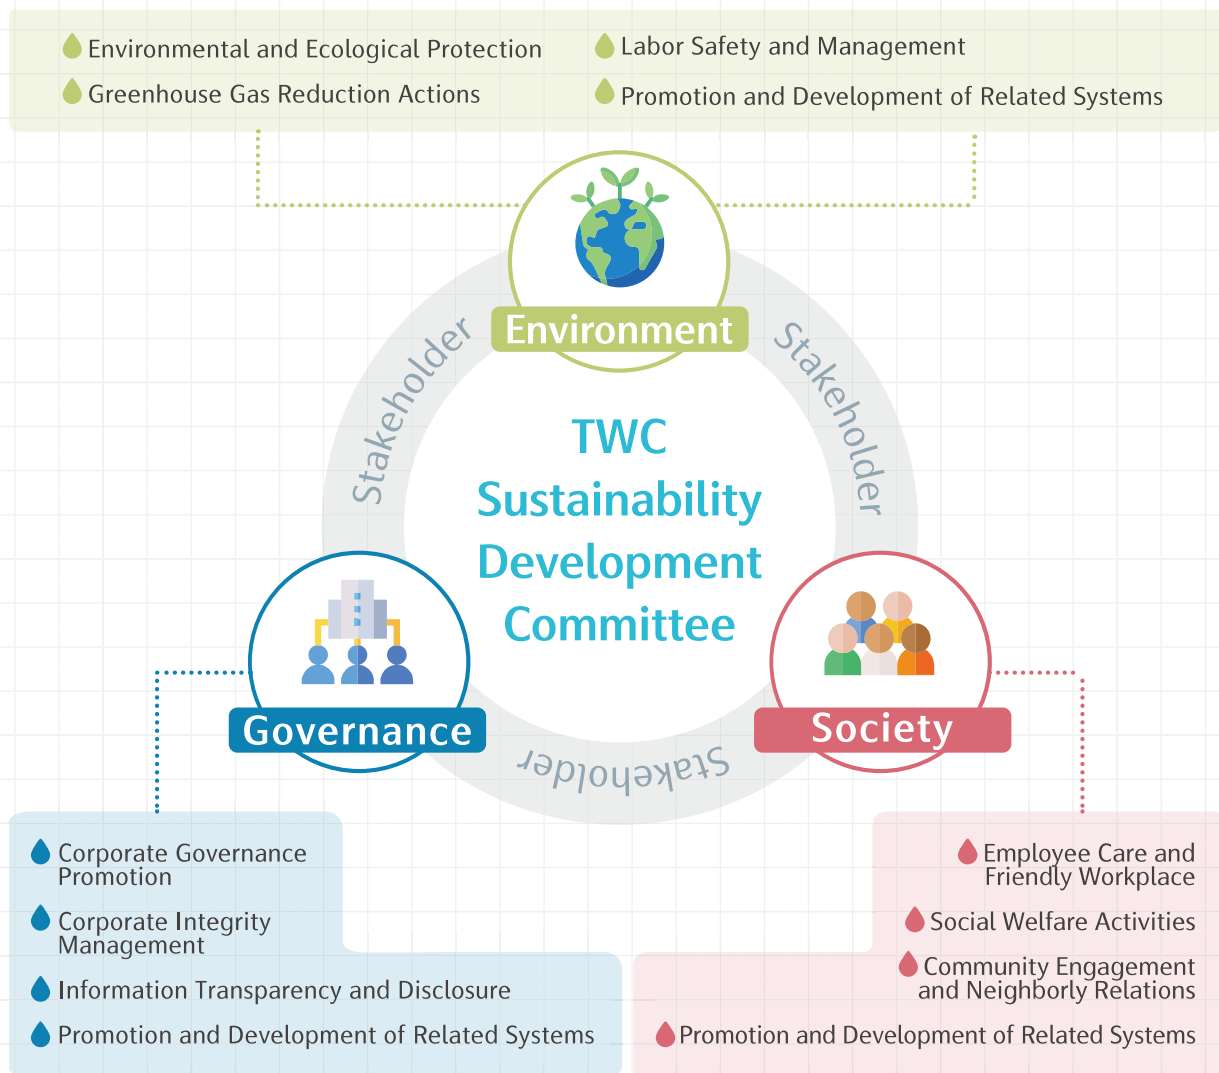 Environmental and Ecological Protection
Greenhouse Gas Reduction Actions
Labor Safety and Management
Promotion and Development of Related Systems
Environment
Stakeholder
Stakeholder
TWC
Sustainability
Development
Committee
Governance
Society
Stakeholder
Corporate Governance
Promotion
Corporate Integrity
Management
Information Transparency and Disclosure
Promotion and Development of Related Systems
Employee Care and
Friendly Workplace
Social Welfare Activities
Community Engagement
and Neighborly Relations
Promotion and Development of Related Systems